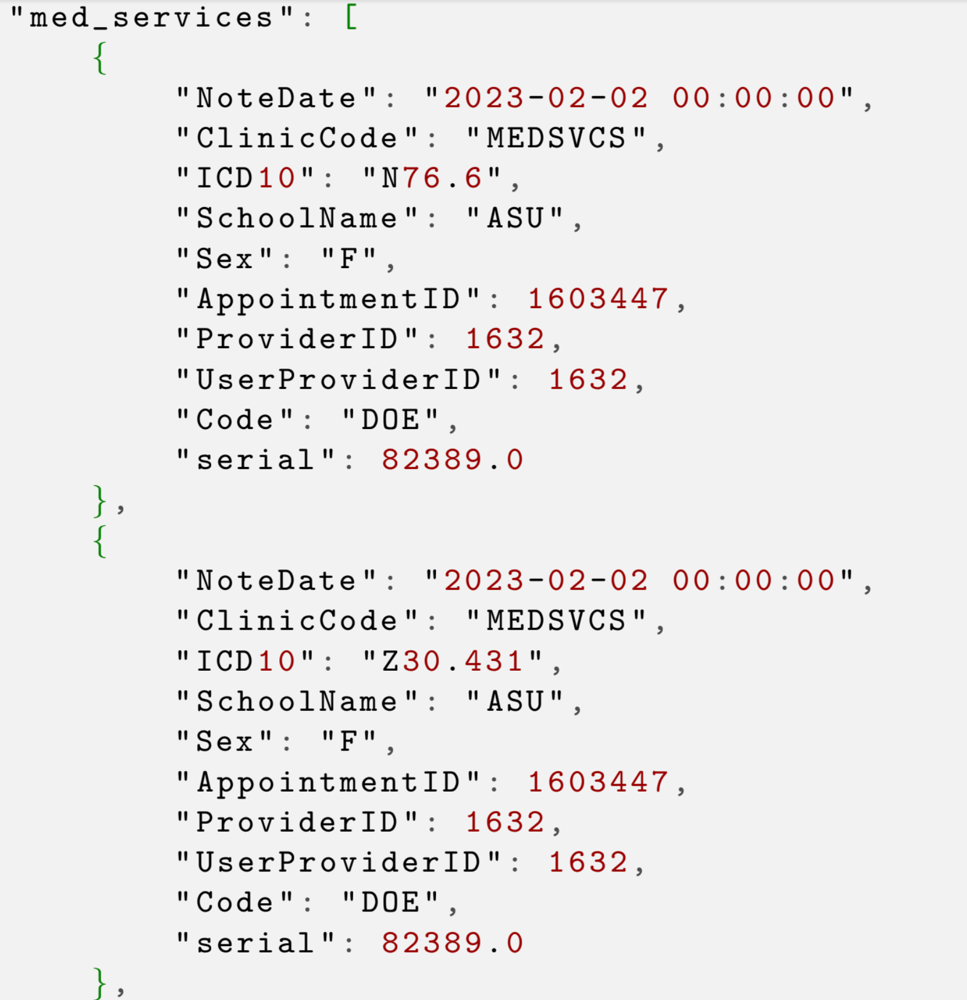 "med_services": [
{
"NoteDate": "2023-02-02 00:00:00",
"ClinicCode": "MEDSVCS",
"ICD10": "N76.6",
"SchoolName": "ASU",
"Sex": "F",
"AppointmentID": 1603447,
"ProviderID": 1632,
"UserProviderID": 1632,
"Code": "DOE",
"serial": 82389.0
},
{
"NoteDate": "2023-02-02 00:00:00",
"ClinicCode": "MEDSVCS",
"ICD10": "Z30.431",
"SchoolName": "ASU",
"Sex": "F",
"AppointmentID": 1603447,
"ProviderID": 1632,
"UserProviderID": 1632,
"Code": "DOE",
"serial": 82389.0
},